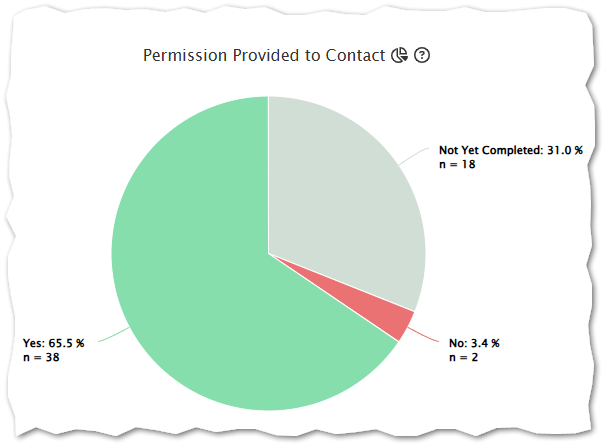 Permission Provided to Contact ?
Not Yet Completed: 31.0 %
n = 18
Yes: 65.5 %
n = 38
No: 3.4 %
n = 2